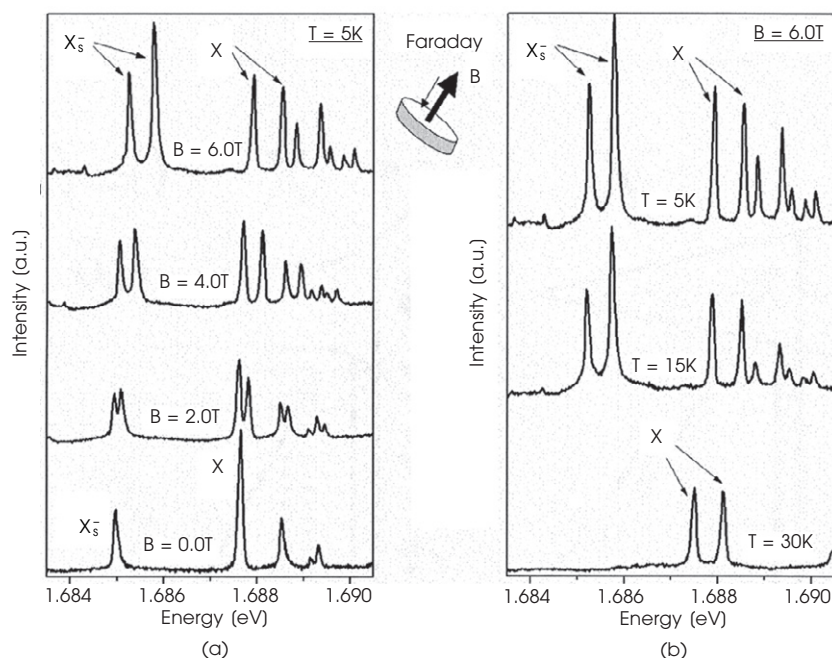 X_s^-
X
T = 5K
B = 6.0T
B = 4.0T
B = 2.0T
X
X_s^-
B = 0.0T
Intensity (a.u.)
1.684 1.686 1.688 1.690
Energy (eV)
(a)
Faraday
B
B = 6.0T
X_s^-
X
T = 5K
T = 15K
X
T = 30K
Intensity (a.u.)
1.684 1.686 1.688 1.690
Energy (eV)
(b)